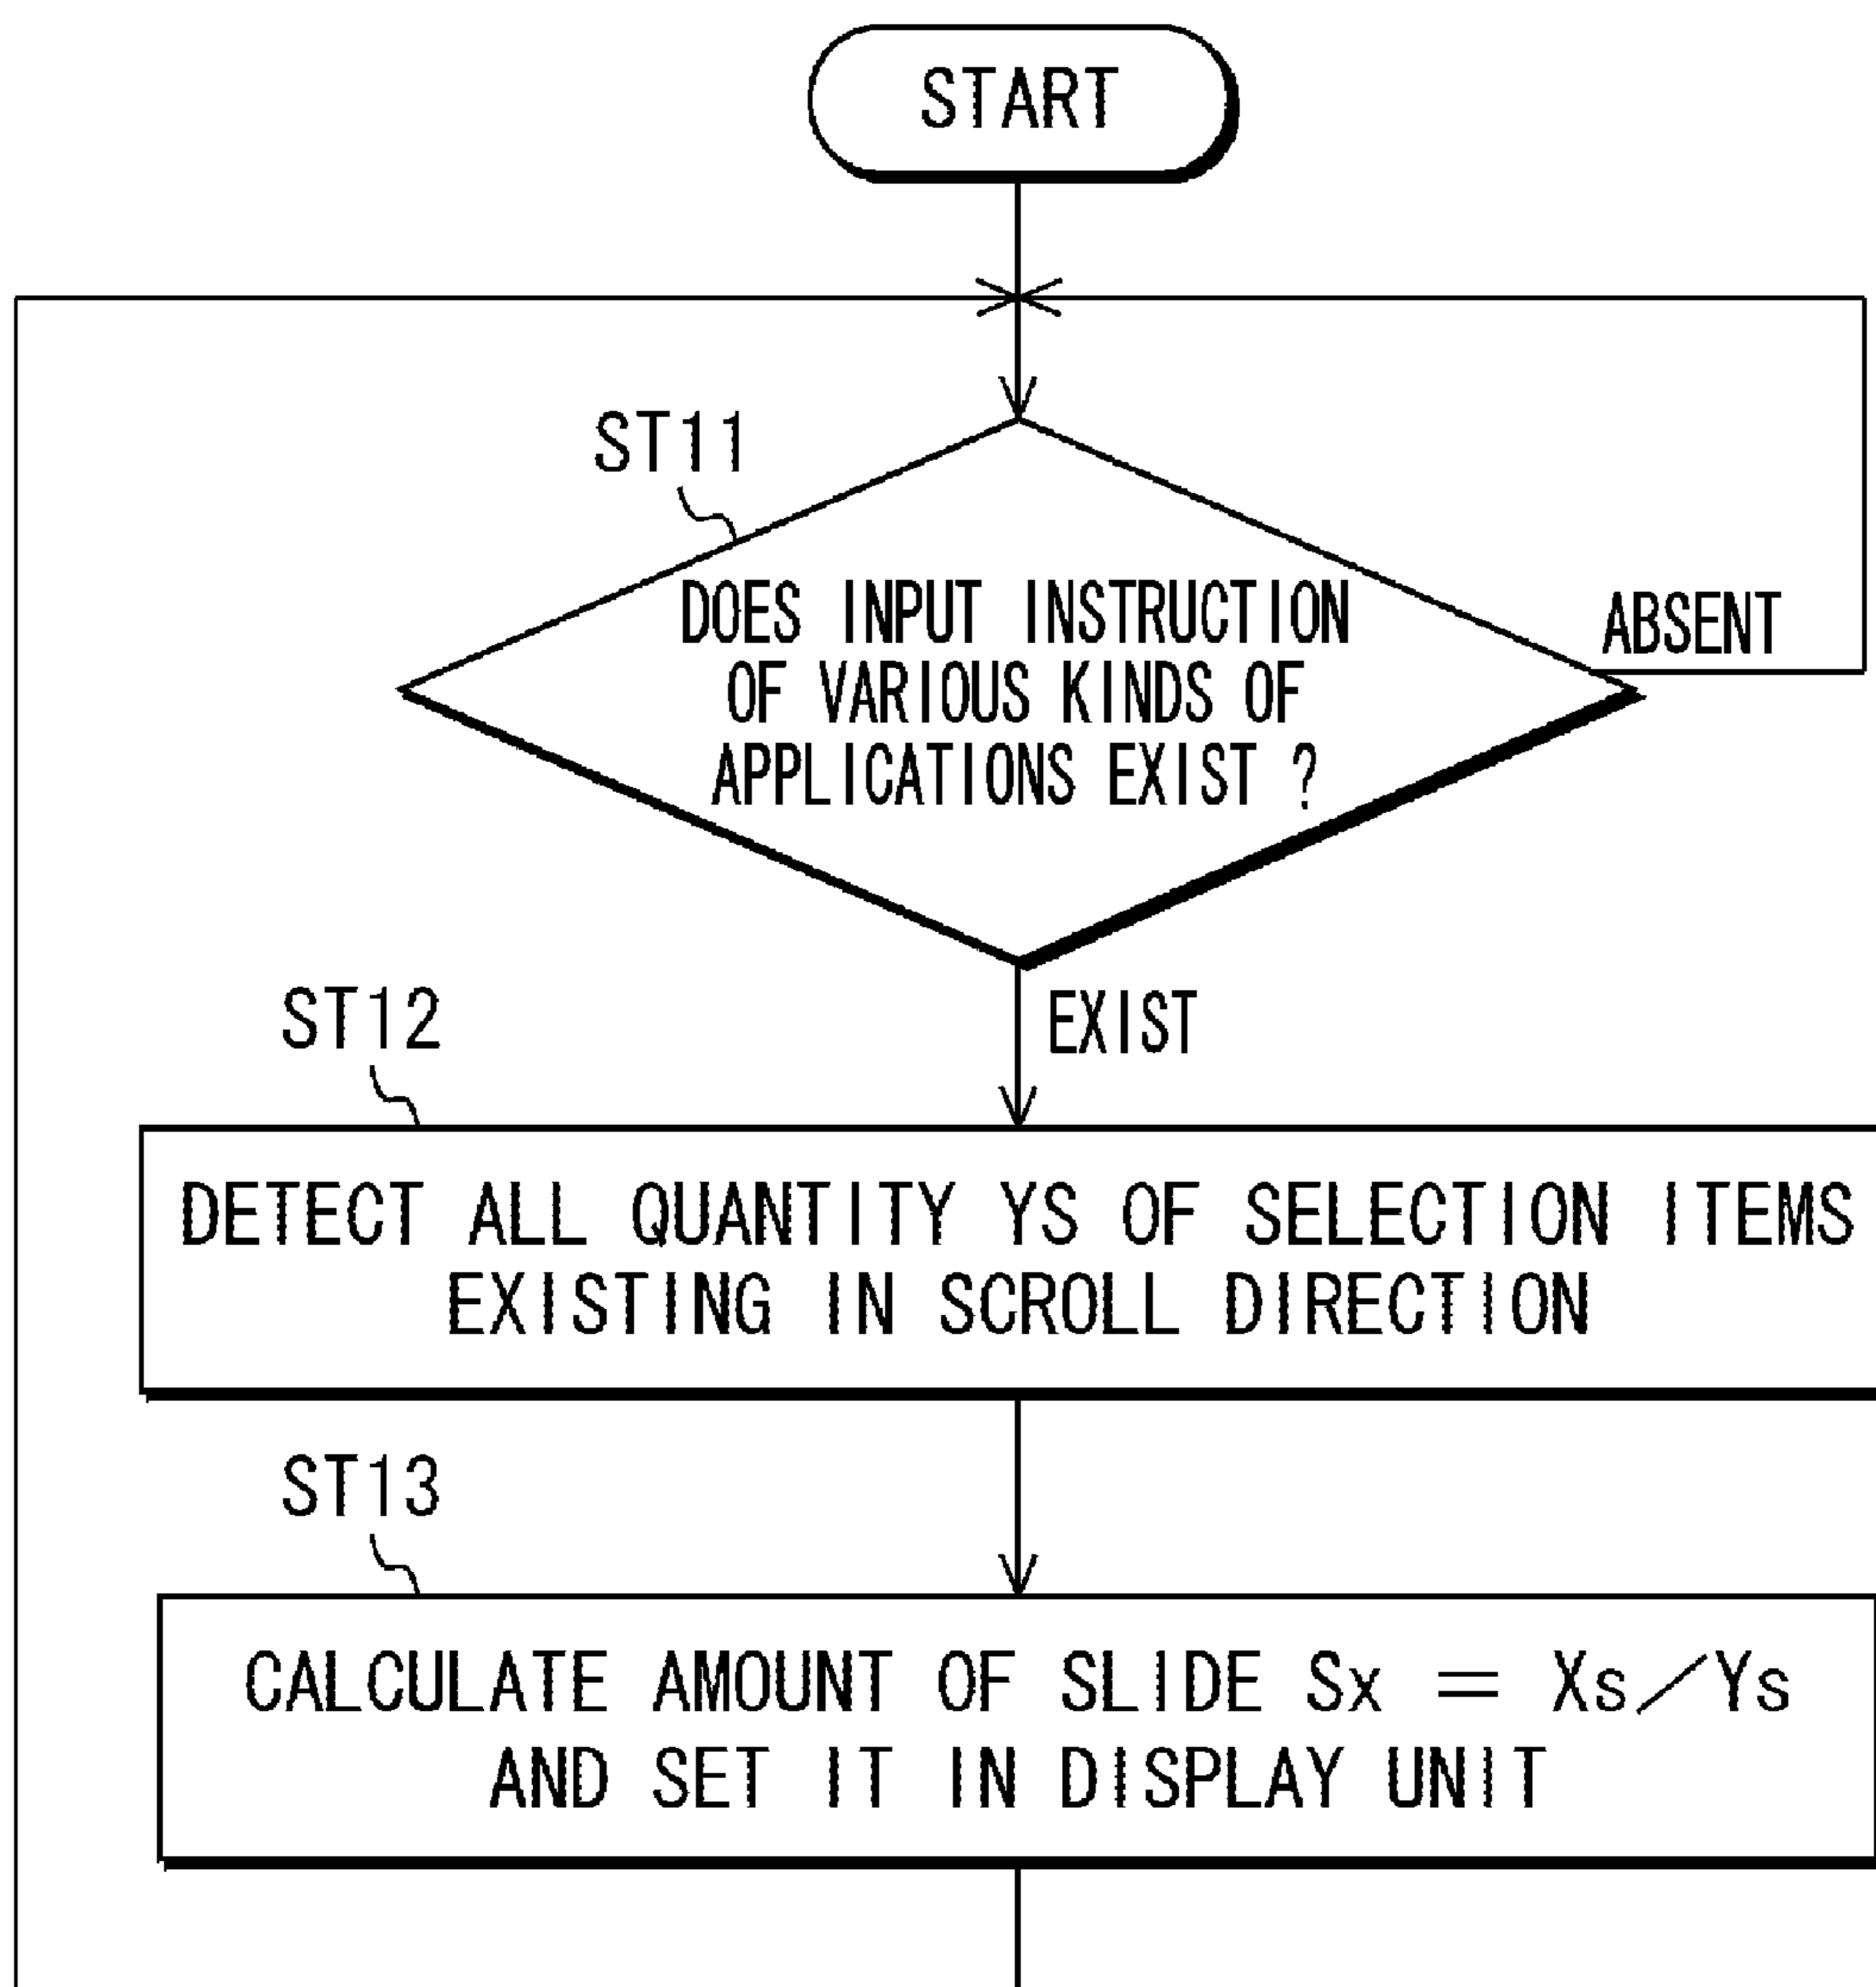 START
ST11
DOES INPUT INSTRUCTION
OF VARIOUS KINDS OF
APPLICATIONS EXIST ?
ABSENT
EXIST
ST12
DETECT ALL QUANTITY YS OF SELECTION ITEMS
EXISTING IN SCROLL DIRECTION
ST13
CALCULATE AMOUNT OF SLIDE Sx = Xs/Ys
AND SET IT IN DISPLAY UNIT